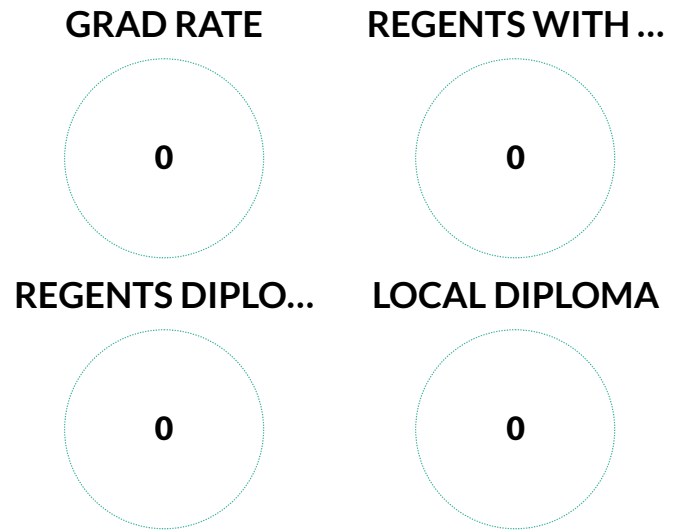 GRAD RATE
REGENTS WITH ...
0
0
REGENTS DIPLO...
LOCAL DIPLOMA
0
0